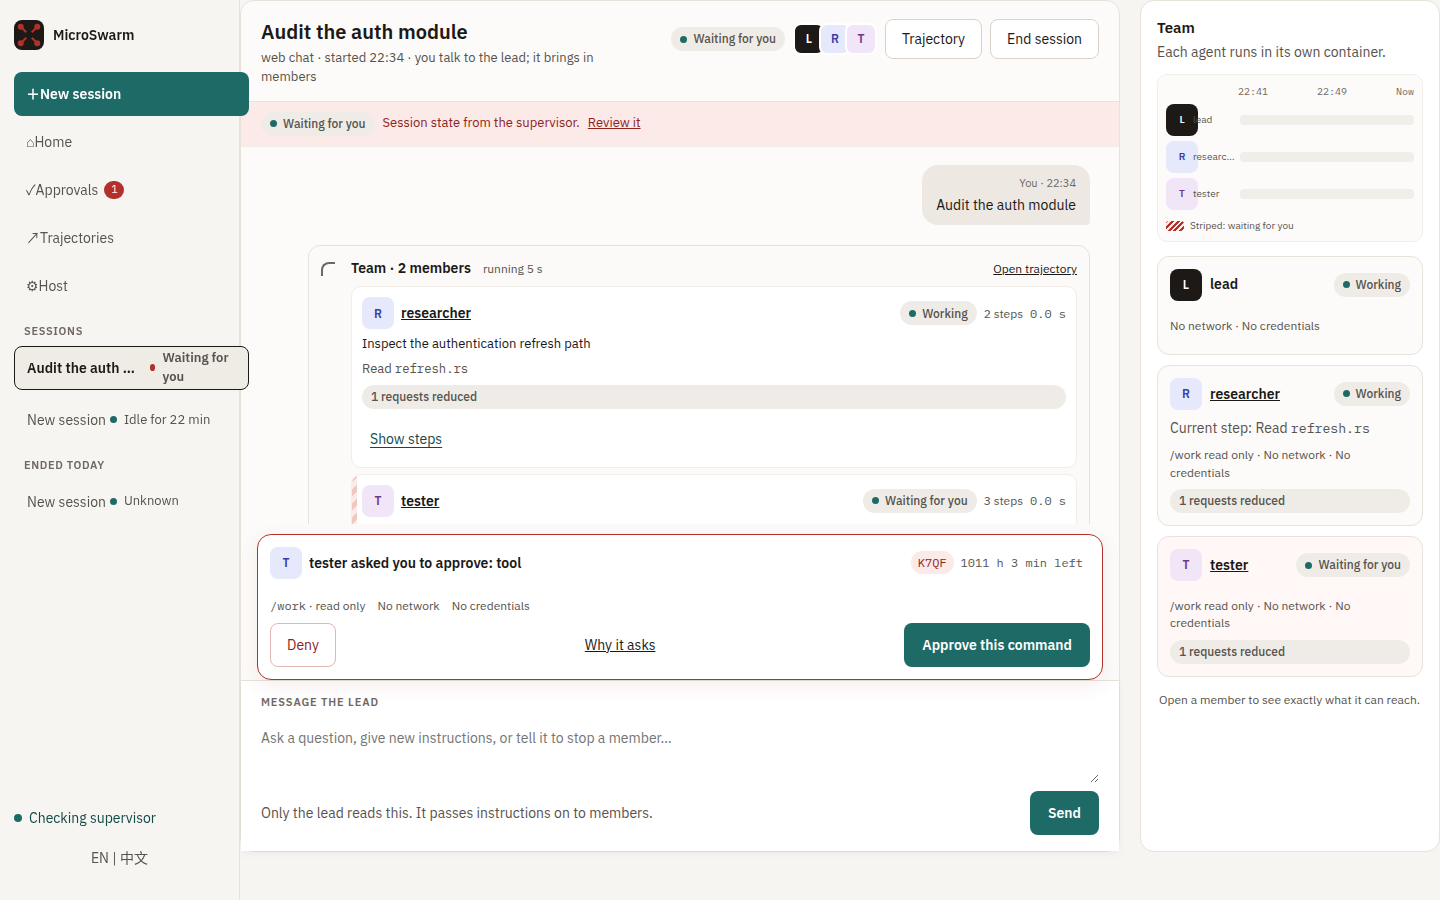 MicroSwarm
+New session
⌂Home
✓Approvals 1
↗Trajectories
⚙Host
SESSIONS
Audit the auth ... Waiting for
you
New session Idle for 22 min
ENDED TODAY
New session Unknown
Checking supervisor
EN | 中文
Audit the auth module
web chat · started 22:34 · you talk to the lead; it brings in
members
Waiting for you
L R T
Trajectory
End session
Waiting for you Session state from the supervisor. Review it
You · 22:34
Audit the auth module
Team · 2 members running 5 s Open trajectory
R researcher Working 2 steps 0.0 s
Inspect the authentication refresh path
Read refresh.rs
1 requests reduced
Show steps
T tester Waiting for you 3 steps 0.0 s
T tester asked you to approve: tool K7QF 1011 h 3 min left
/work · read only No network No credentials
Deny Why it asks Approve this command
MESSAGE THE LEAD
Ask a question, give new instructions, or tell it to stop a member...
Only the lead reads this. It passes instructions on to members.
Send
Team
Each agent runs in its own container.
22:41 22:49 Now
L lead
R researc...
T tester
Striped: waiting for you
L lead Working
No network · No credentials
R researcher Working
Current step: Read refresh.rs
/work read only · No network · No
credentials
1 requests reduced
T tester Waiting for you
/work read only · No network · No
credentials
1 requests reduced
Open a member to see exactly what it can reach.